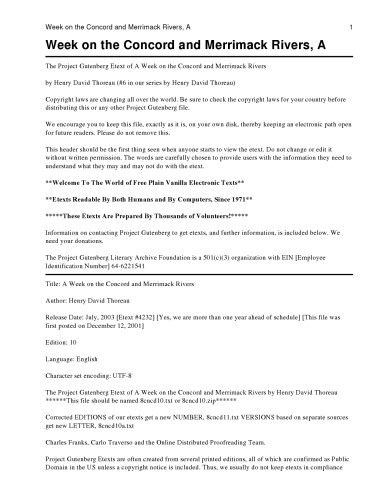 Week on the Concord and Merrimack Rivers, A 1
Week on the Concord and Merrimack Rivers, A
The Project Gutenberg Etext of A Week on the Concord and Merrimack Rivers
by Henry David Thoreau (#6 in our series by Henry David Thoreau)
Copyright laws are changing all over the world. Be sure to check the copyright laws for your country before
distributing this or any other Project Gutenberg file.
We encourage you to keep this file, exactly as it is, on your own disk, thereby keeping an electronic path open
for future readers. Please do not remove this.
This header should be the first thing seen when anyone starts to view the etext. Do not change or edit it
without written permission. The words are carefully chosen to provide users with the information they need to
understand what they may and may not do with the etext.
**Welcome To The World of Free Plain Vanilla Electronic Texts**
**Etexts Readable By Both Humans and By Computers, Since 1971**
*****These Etexts Are Prepared By Thousands of Volunteers!*****
Information on contacting Project Gutenberg to get etexts, and further information, is included below. We
need your donations.
The Project Gutenberg Literary Archive Foundation is a 501(c)(3) organization with EIN [Employee
Identification Number] 64-6221541
Title: A Week on the Concord and Merrimack Rivers
Author: Henry David Thoreau
Release Date: July, 2003 [Etext #4232] [Yes, we are more than one year ahead of schedule] [This file was
first posted on December 12, 2001]
Edition: 10
Language: English
Character set encoding: UTF-8
The Project Gutenberg Etext of A Week on the Concord and Merrimack Rivers by Henry David Thoreau
******This file should be named 8cncd10.txt or 8cncd10.zip******
Corrected EDITIONS of our etexts get a new NUMBER, 8cncd11.txt VERSIONS based on separate sources
get new LETTER, 8cncd10a.txt
Charles Franks, Carlo Traverso and the Online Distributed Proofreading Team.
Project Gutenberg Etexts are often created from several printed editions, all of which are confirmed as Public
Domain in the US unless a copyright notice is included. Thus, we usually do not keep etexts in compliance